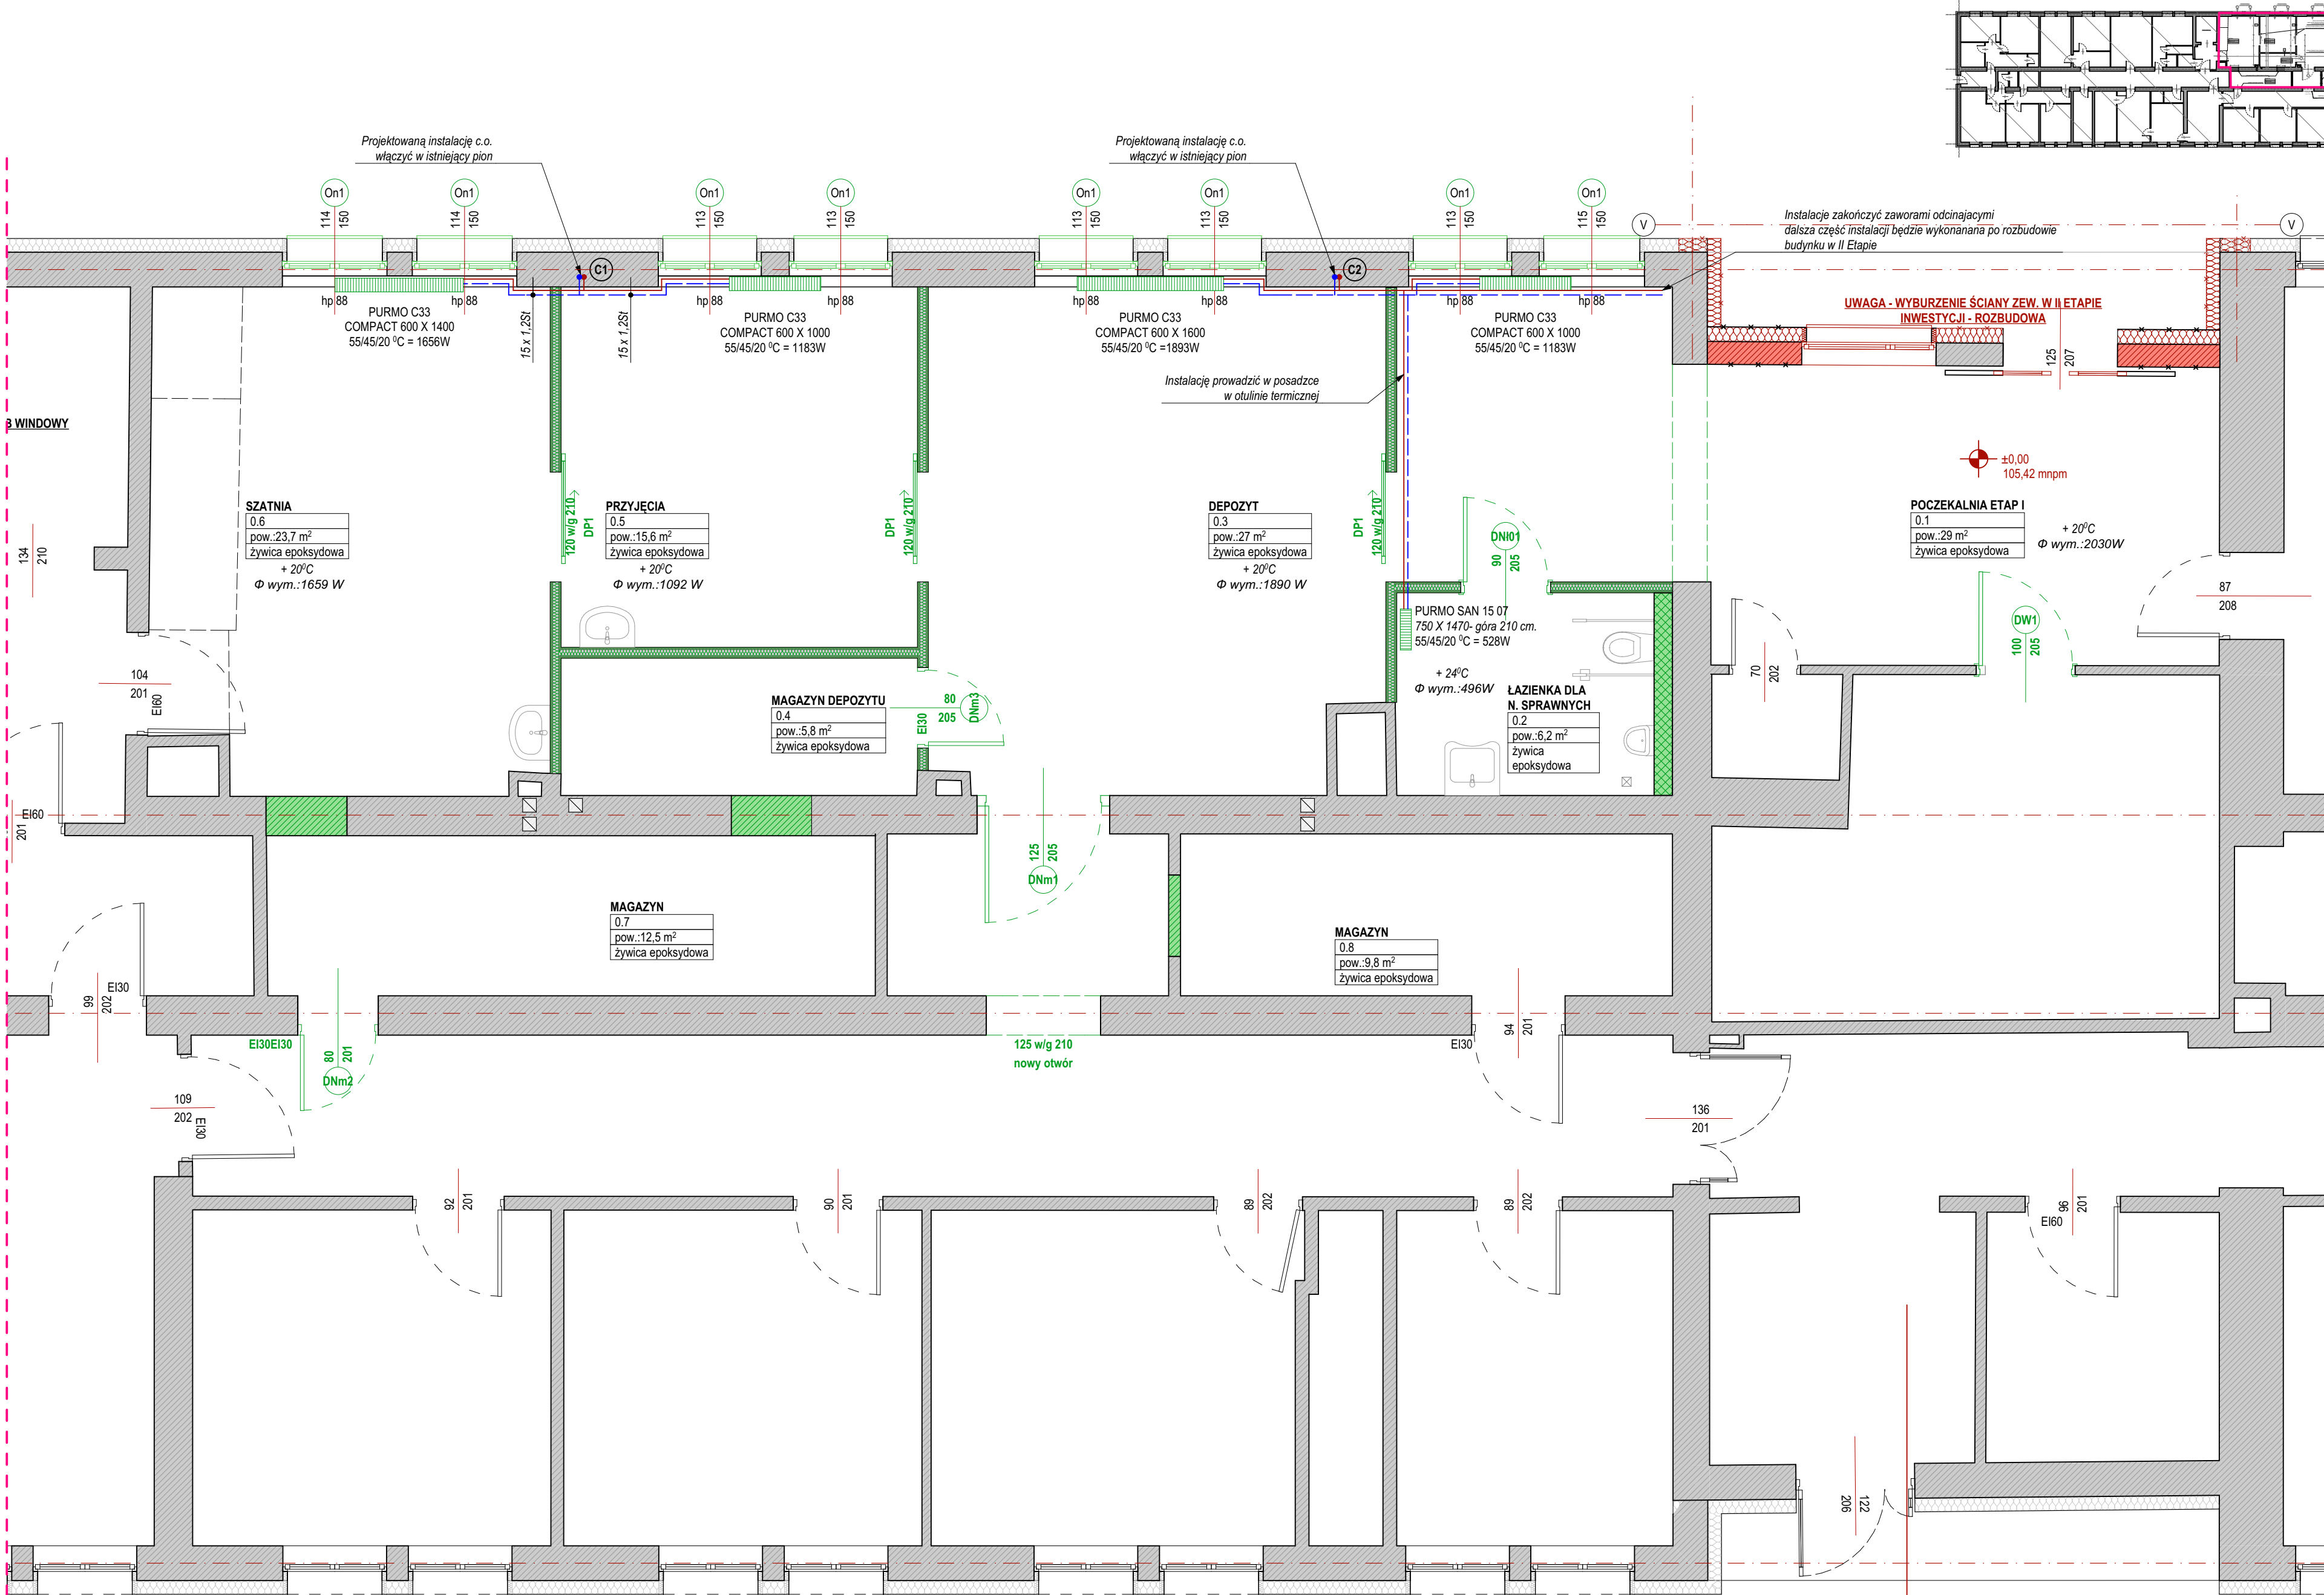 Projektowaną instalację c.o.
włączyć w istniejący pion
Projektowaną instalację c.o.
włączyć w istniejący pion
On1
114
150
On1
114
150
On1
113
150
On1
113
150
On1
113
150
On1
113
150
On1
113
150
On1
115
150
V
V
Instalacje zakończyć zaworami odcinajacymi
dalsza część instalacji będzie wykonanana po rozbudowie
budynku w II Etapie
C1
C2
hp 88
hp 88
hp 88
hp 88
hp 88
hp 88
hp 88
hp 88
PURMO C33
COMPACT 600 X 1400
55/45/20 ⁰C = 1656W
15 x 1,2St
15 x 1,2St
PURMO C33
COMPACT 600 X 1000
55/45/20 ⁰C = 1183W
PURMO C33
COMPACT 600 X 1600
55/45/20 ⁰C =1893W
PURMO C33
COMPACT 600 X 1000
55/45/20 ⁰C = 1183W
UWAGA - WYBURZENIE ŚCIANY ZEW. W II ETAPIE
INWESTYCJI - ROZBUDOWA
125
207
Instalację prowadzić w posadzce
w otulinie termicznej
WINDOWY
±0,00
105,42 mnpm
134
210
SZATNIA
0.6
pow.:23,7 m²
żywica epoksydowa
+ 20⁰C
Φ wym.:1659 W
120 w/g 210
DP1
PRZYJĘCIA
0.5
pow.:15,6 m²
żywica epoksydowa
+ 20⁰C
Φ wym.:1092 W
DP1
120 w/g 210
DEPOZYT
0.3
pow.:27 m²
żywica epoksydowa
+ 20⁰C
Φ wym.:1890 W
DP1
120 w/g 210
DNł01
90
205
POCZEKALNIA ETAP I
0.1
pow.:29 m²
żywica epoksydowa
+ 20⁰C
Φ wym.:2030W
87
208
PURMO SAN 15 07
750 X 1470- góra 210 cm.
55/45/20 ⁰C = 528W
+ 24⁰C
Φ wym.:496W
ŁAZIENKA DLA
N. SPRAWNYCH
0.2
pow.:6,2 m²
żywica
epoksydowa
DW1
100
205
70
202
104
201
EI60
MAGAZYN DEPOZYTU
0.4
pow.:5,8 m²
żywica epoksydowa
80
205
DNm3
EI30
EI60
201
125
205
DNm1
MAGAZYN
0.7
pow.:12,5 m²
żywica epoksydowa
MAGAZYN
0.8
pow.:9,8 m²
żywica epoksydowa
99
202
EI30
EI30EI30
80
201
DNm2
125 w/g 210
nowy otwór
EI30
94
201
109
202
EI30
136
201
92
201
90
201
89
202
89
202
96
201
EI60
122
206